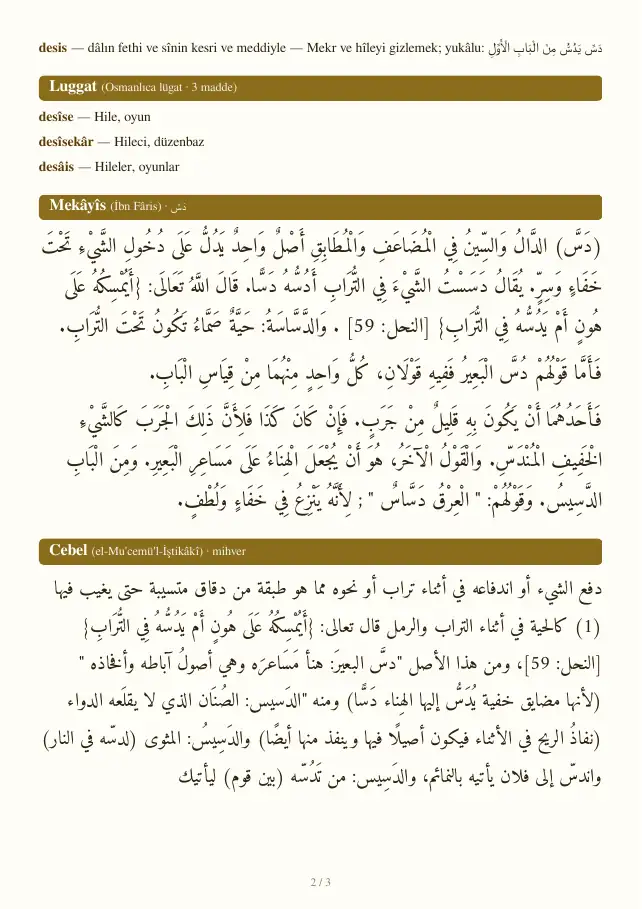 desis — dâlın fethi ve sînin kesri ve meddiyle — Mekr ve hîleyi gizlemek; yukâlu: دَسَّ يَدُسُّ مِنَ الْبَابِ الْأَوَّلِ
Luggat (Osmanlıca lügat · 3 madde)
desîse — Hile, oyun
desîsekâr — Hileci, düzenbaz
desâis — Hileler, oyunlar
Mekâyîs (İbn Fâris) · دَسَّ
(دَسَّ) الدَّالُ وَالسِّينُ فِي الْمُضَاعَفِ وَالْمُطَابِقِ أَصْلٌ وَاحِدٌ يَدُلُّ عَلَى دُخُولِ الشَّيْءِ تَحْتَ
خَفَاءٍ وَسِرٍّ. يُقَالُ دَسَسْتُ الشَّيْءَ فِي التُّرَابِ أَدُسُّهُ دَسًّا. قَالَ اللَّهُ تَعَالَى: {أَيُمْسِكُهُ عَلَى
هُونٍ أَمْ يَدُسُّهُ فِي التُّرَابِ} [النحل: 59] . وَالدَّسَّاسَةُ: حَيَّةٌ صَمَّاءُ تَكُونُ تَحْتَ التُّرَابِ.
فَأَمَّا قَوْلُهُمْ دُسَّ الْبَعِيرُ فَفِيهِ قَوْلَانِ، كُلُّ وَاحِدٍ مِنْهُمَا مِنْ قِيَاسِ الْبَابِ.
فَأَحَدُهُمَا أَنْ يَكُونَ بِهِ قَلِيلٌ مِنْ جَرَبٍ. فَإِنْ كَانَ كَذَا فَلِأَنَّ ذَلِكَ الْجَرَبَ كَالشَّيْءِ
الْخَفِيفِ الْمُنْدَسِّ. وَالْقَوْلُ الْآخَرُ، هُوَ أَنْ يُجْعَلَ الْهِنَاءُ عَلَى مَسَاعِرِ الْبَعِيرِ. وَمِنَ الْبَابِ
الدَّسِيسُ. وَقَوْلُهُمْ: " الْعِرْقُ دَسَّاسٌ " ; لِأَنَّهُ يَنْزِعُ فِي خَفَاءٍ وَلُطْفٍ.
Cebel (el-Mu'cemü'l-İştikâkî) · mihver
دفع الشيء أو اندفاعه في أثناء تراب أو نحوه مما هو طبقة من دقاق متسيبة حتى يغيب فيها
(1) كالحية في أثناء التراب والرمل قال تعالى: {أَيُمْسِكُهُ عَلَى هُونٍ أَمْ يَدُسُّهُ فِي التُّرَابِ}
[النحل: 59]، ومن هذا الأصل "دسَّ البعيرَ: هنأ مَسَاعرَه وهي أصولُ آباطه وأفخاذه "
(لأنها مضايق خفية يُدَسُّ إليها الهناء دَسًّا) ومنه "الدَسيس: الصُنَان الذي لا يقلَعه الدواء
(نفاذُ الريح في الأثناء فيكون أصيلًا فيها وينفذ منها أيضًا) والدَسِيسُ: المثوى (لدسّه في النار)
واندسّ إلى فلان يأتيه بالنمائم، والدَسِيس: من تَدُسّه (بين قوم) ليأتيك
2 / 3